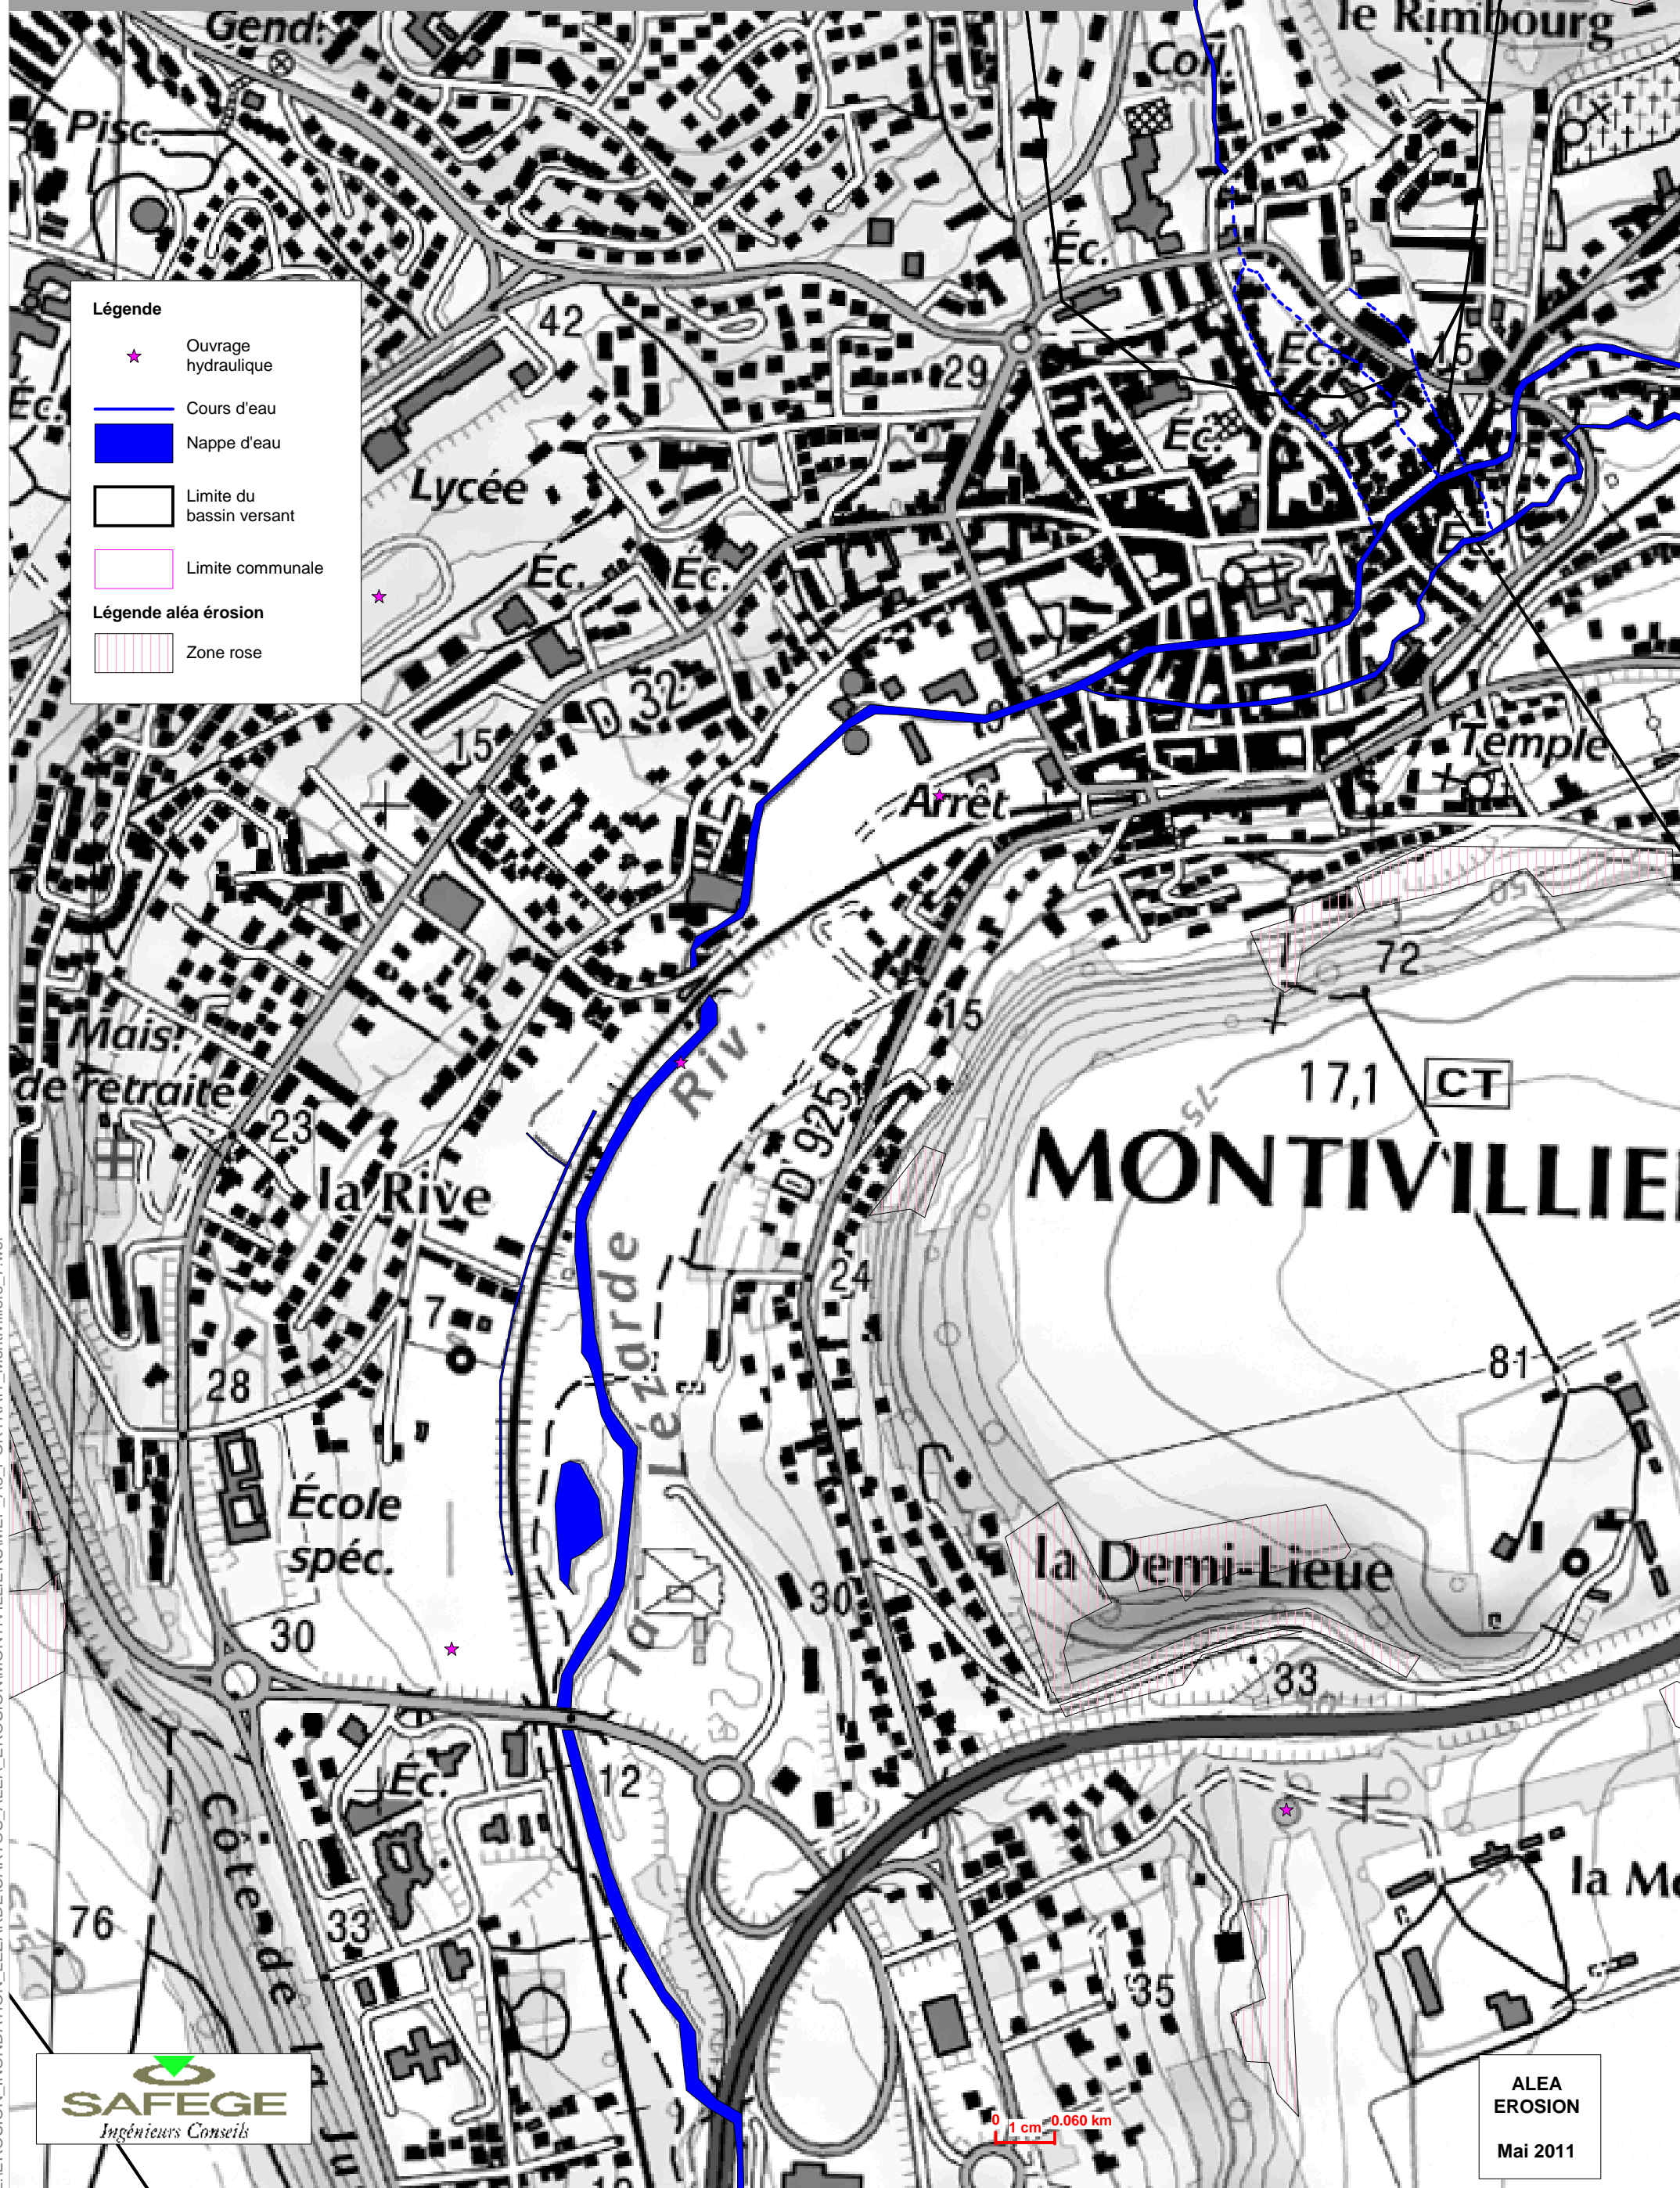 Gend.
Coll.
le Rimbourg
Pisc.
Éc.
Légende
Ouvrage
hydraulique
Cours d'eau
Nappe d'eau
Limite du
bassin versant
Limite communale
Légende aléa érosion
Zone rose
42
29
Éc.
15
Éc.
Éc.
Lycée
Éc.
Éc.
D 32
15
Temple
Arrêt
50
72
15
Mais.
de retraite
23
Riv.
D 925
17,1
CT
75
MONTIVILLIE
la Rive
24
7
la Lézarde
81
28
École
spéc.
la Demi-Lieue
30
30
33
12
Éc.
la Mo
Côte de
76
33
35
SAFEGE
Ingénieurs Conseils
0
1 cm
0.060 km
ALEA
EROSION
Mai 2011